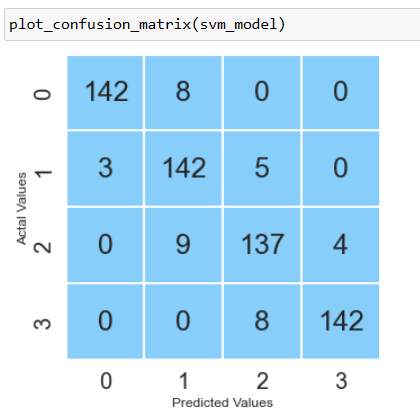 plot_confusion_matrix(svm_model)
0 142 8 0 0
1 3 142 5 0
2 0 9 137 4
3 0 0 8 142
Actal Values
0 1 2 3
Predicted Values